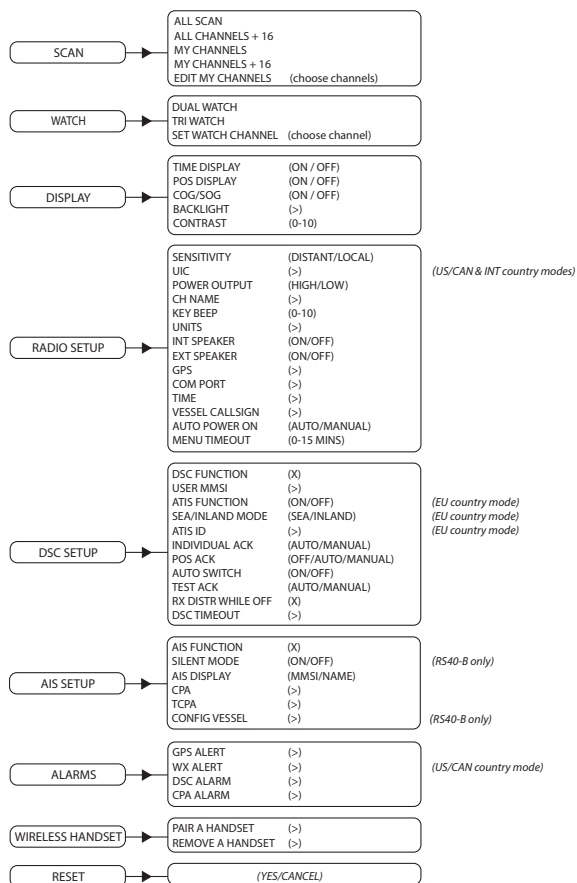 SCAN
ALL SCAN
ALL CHANNELS + 16
MY CHANNELS
MY CHANNELS + 16
EDIT MY CHANNELS (choose channels)
WATCH
DUAL WATCH
TRI WATCH
SET WATCH CHANNEL (choose channel)
DISPLAY
TIME DISPLAY (ON / OFF)
POS DISPLAY (ON / OFF)
COG/SOG (ON / OFF)
BACKLIGHT (>)
CONTRAST (0-10)
RADIO SETUP
SENSITIVITY (DISTANT/LOCAL)
UIC (>) (US/CAN & INT country modes)
POWER OUTPUT (HIGH/LOW)
CH NAME (>)
KEY BEEP (0-10)
UNITS (>)
INT SPEAKER (ON/OFF)
EXT SPEAKER (ON/OFF)
GPS (>)
COM PORT (>)
TIME (>)
VESSEL CALLSIGN (>)
AUTO POWER ON (AUTO/MANUAL)
MENU TIMEOUT (0-15 MINS)
DSC SETUP
DSC FUNCTION (X)
USER MMSI (>)
ATIS FUNCTION (ON/OFF) (EU country mode)
SEA/INLAND MODE (SEA/INLAND) (EU country mode)
ATIS ID (>) (EU country mode)
INDIVIDUAL ACK (AUTO/MANUAL)
POS ACK (OFF/AUTO/MANUAL)
AUTO SWITCH (ON/OFF)
TEST ACK (AUTO/MANUAL)
RX DISTR WHILE OFF (X)
DSC TIMEOUT (>)
AIS SETUP
AIS FUNCTION (X)
SILENT MODE (ON/OFF) (RS40-B only)
AIS DISPLAY (MMSI/NAME)
CPA (>)
TCPA (>)
CONFIG VESSEL (>) (RS40-B only)
ALARMS
GPS ALERT (>)
WX ALERT (>) (US/CAN country mode)
DSC ALARM (>)
CPA ALARM (>)
WIRELESS HANDSET
PAIR A HANDSET (>)
REMOVE A HANDSET (>)
RESET
(YES/CANCEL)